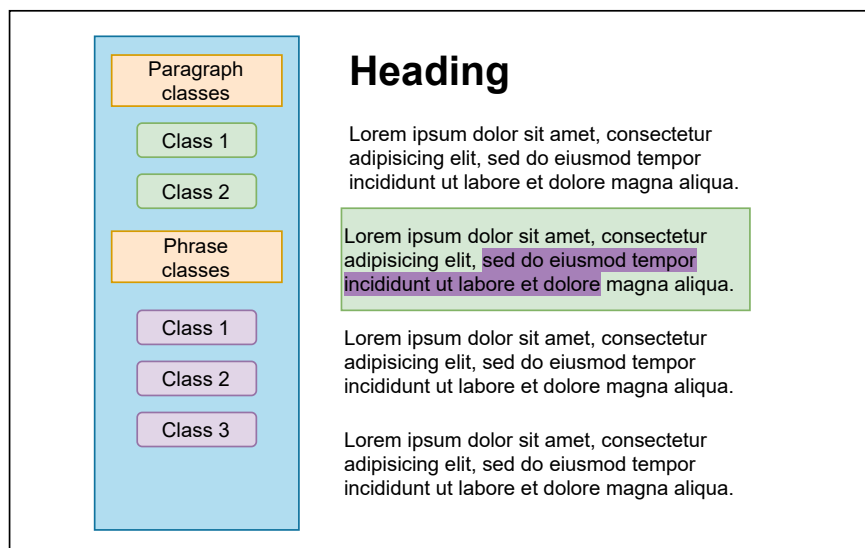 Paragraph
classes
Class 1
Class 2
Phrase
classes
Class 1
Class 2
Class 3
Heading
Lorem ipsum dolor sit amet, consectetur
adipisicing elit, sed do eiusmod tempor
incididunt ut labore et dolore magna aliqua.
Lorem ipsum dolor sit amet, consectetur
adipisicing elit, sed do eiusmod tempor
incididunt ut labore et dolore magna aliqua.
Lorem ipsum dolor sit amet, consectetur
adipisicing elit, sed do eiusmod tempor
incididunt ut labore et dolore magna aliqua.
Lorem ipsum dolor sit amet, consectetur
adipisicing elit, sed do eiusmod tempor
incididunt ut labore et dolore magna aliqua.